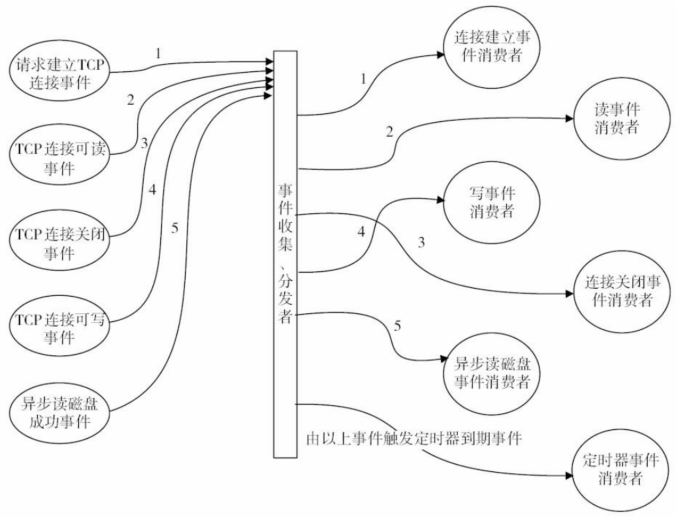 请求建立TCP
连接事件
TCP连接可读
事件
TCP连接关闭
事件
TCP连接可写
事件
异步读磁盘
成功事件
1
2
3
4
5
事件收集、分发者
1
2
4
3
5
由以上事件触发定时器到期事件
连接建立事
件消费者
读事件
消费者
写事件
消费者
连接关闭事
件消费者
异步读磁盘
事件消费者
定时器事件
消费者